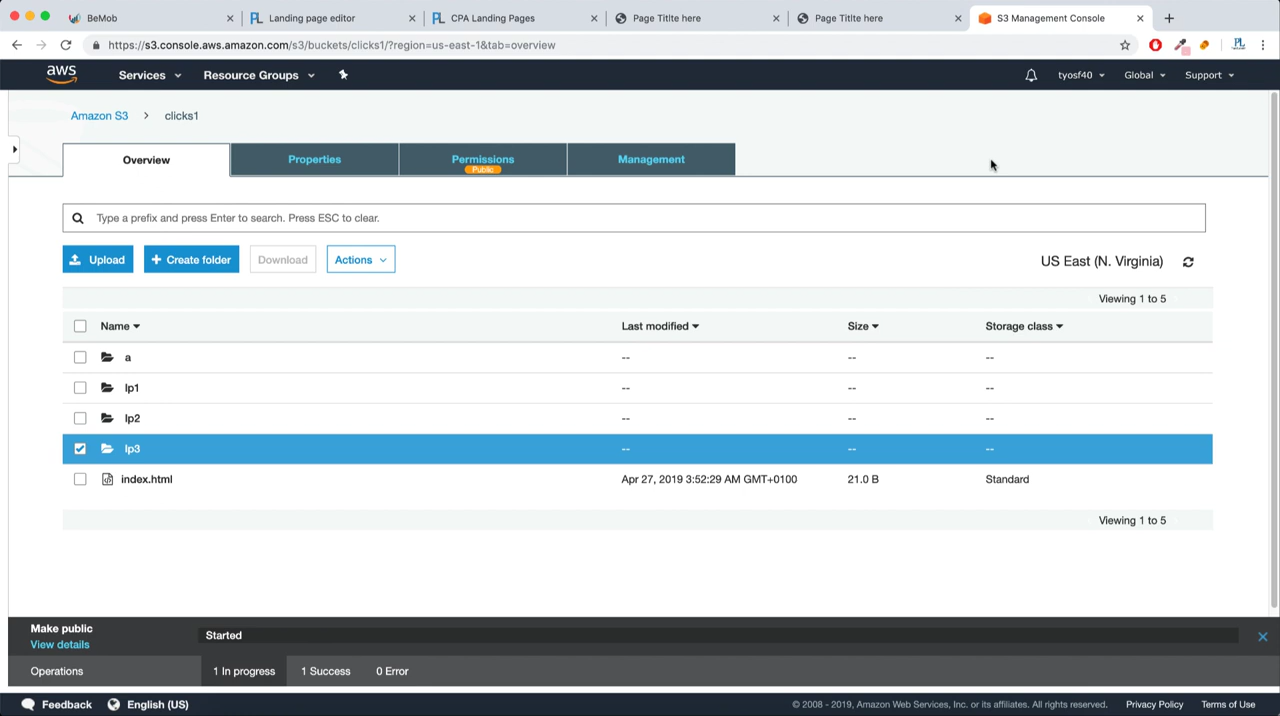 BeMob
Landing page editor
CPA Landing Pages
Page Titlte here
Page Titlte here
S3 Management Console
https://s3.console.aws.amazon.com/s3/buckets/clicks1/?region=us-east-1&tab=overview
aws Services Resource Groups tyosf40 Global Support
Amazon S3 > clicks1
Overview Properties Permissions Management
Public
Type a prefix and press Enter to search. Press ESC to clear.
Upload + Create folder Download Actions US East (N. Virginia)
Viewing 1 to 5
Name Last modified Size Storage class
a -- -- --
lp1 -- -- --
lp2 -- -- --
lp3 -- -- --
index.html Apr 27, 2019 3:52:29 AM GMT+0100 21.0 B Standard
Viewing 1 to 5
Make public
View details
Started
Operations 1 In progress 1 Success 0 Error
Feedback English (US) © 2008 - 2019, Amazon Web Services, Inc. or its affiliates. All rights reserved. Privacy Policy Terms of Use